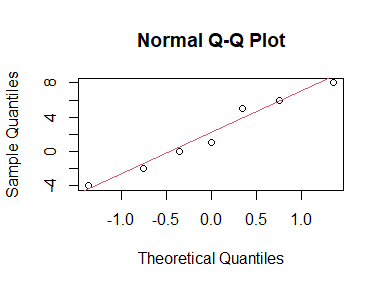 Normal Q-Q Plot
Sample Quantiles
8
4
0
-4
-1.0 -0.5 0.0 0.5 1.0
Theoretical Quantiles